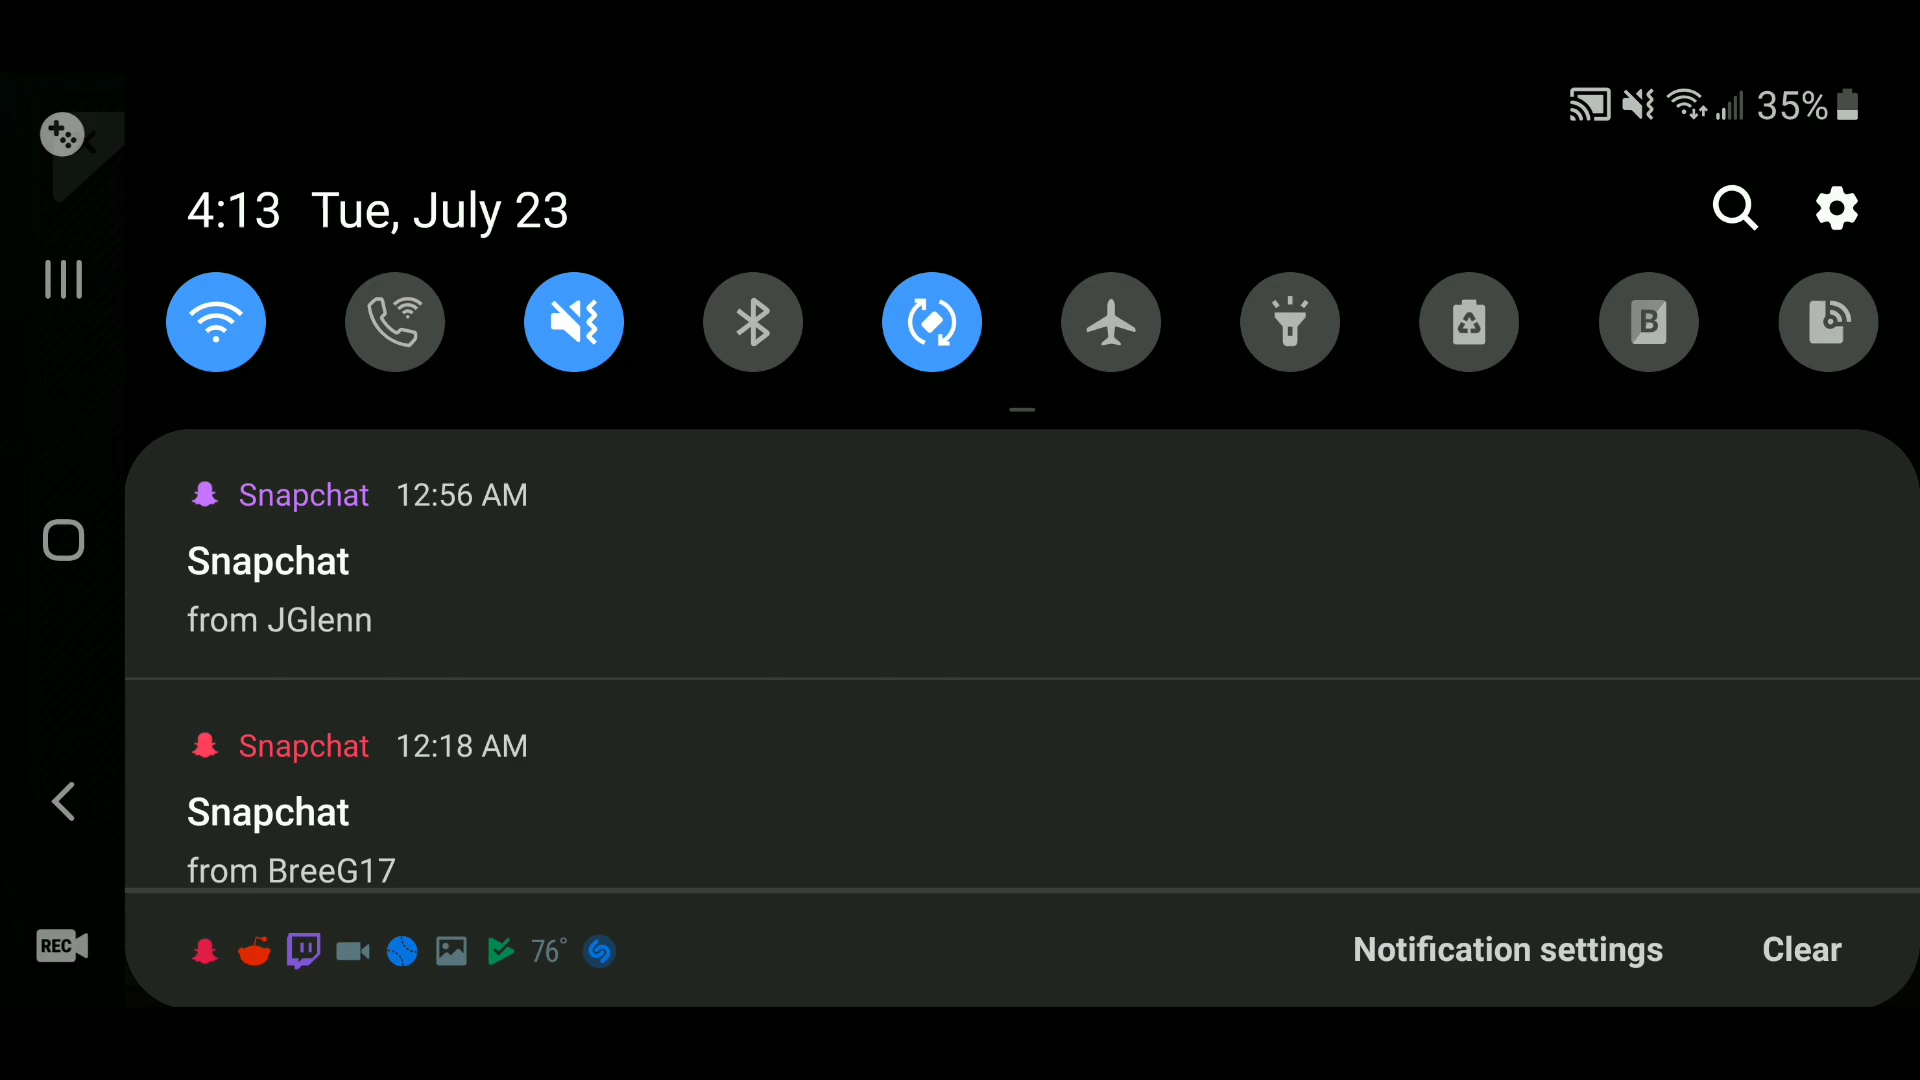 35%
4:13 Tue, July 23
B
Snapchat 12:56 AM
Snapchat
from JGlenn
Snapchat 12:18 AM
Snapchat
from BreeG17
REC
76°
Notification settings
Clear